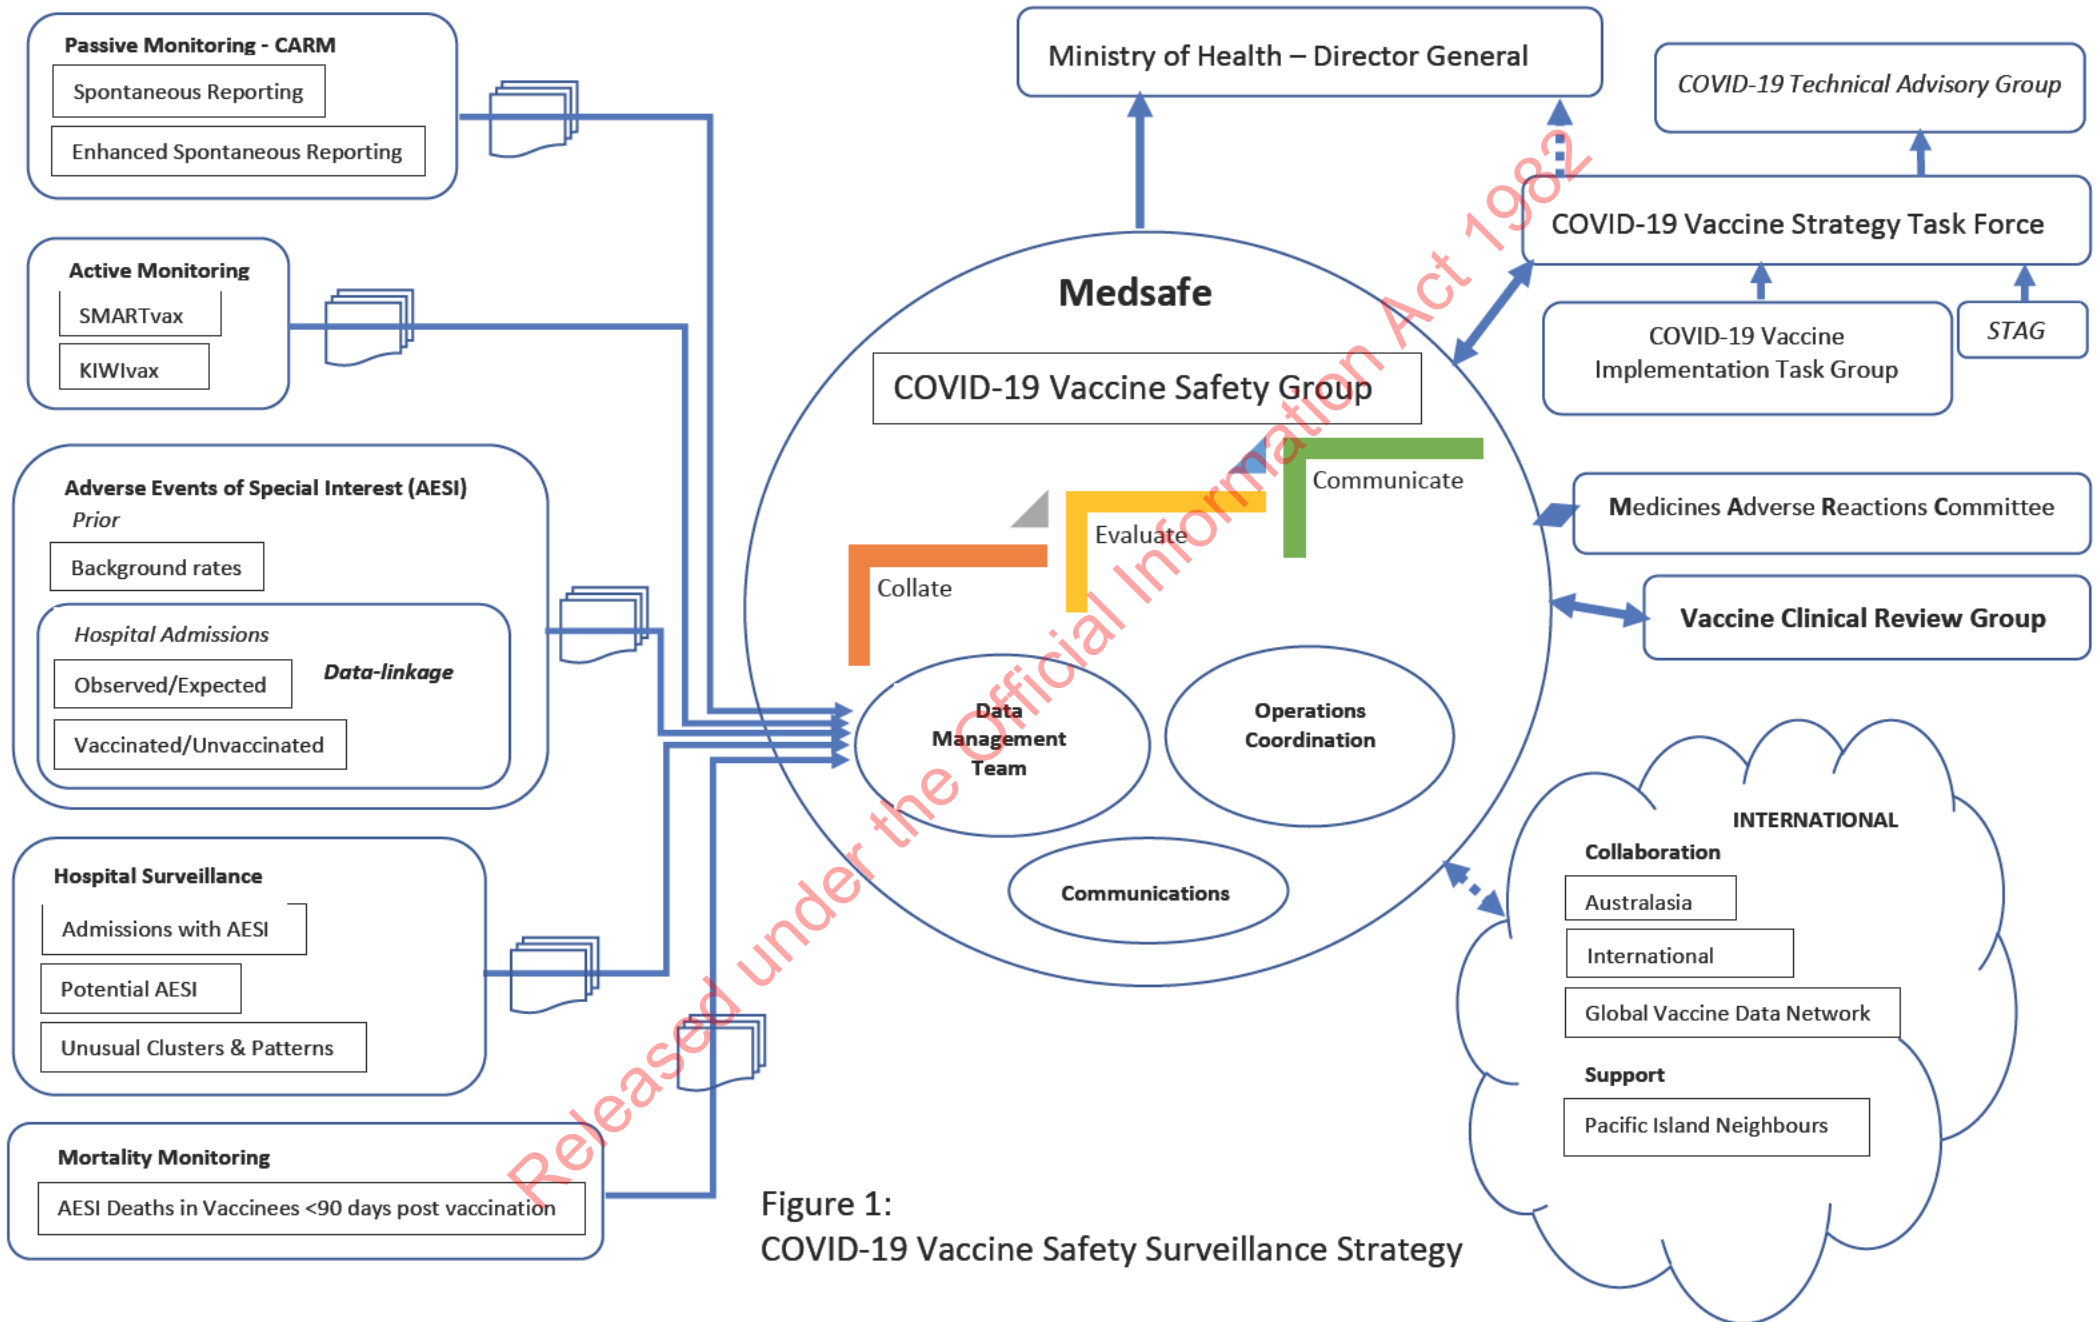 Passive Monitoring - CARM
Spontaneous Reporting
Enhanced Spontaneous Reporting
Active Monitoring
SMARTvax
KIWIvax
Adverse Events of Special Interest (AESI)
Prior
Background rates
Hospital Admissions
Data-linkage
Observed/Expected
Vaccinated/Unvaccinated
Hospital Surveillance
Admissions with AESI
Potential AESI
Unusual Clusters & Patterns
Mortality Monitoring
AESI Deaths in Vaccinees <90 days post vaccination
Ministry of Health – Director General
COVID-19 Technical Advisory Group
COVID-19 Vaccine Strategy Task Force
COVID-19 Vaccine
Implementation Task Group
STAG
Medsafe
COVID-19 Vaccine Safety Group
Collate
Evaluate
Communicate
Data
Management
Team
Operations
Coordination
Communications
Medicines Adverse Reactions Committee
Vaccine Clinical Review Group
INTERNATIONAL
Collaboration
Australasia
International
Global Vaccine Data Network
Support
Pacific Island Neighbours
Figure 1:
COVID-19 Vaccine Safety Surveillance Strategy
Released under the Official Information Act 1982